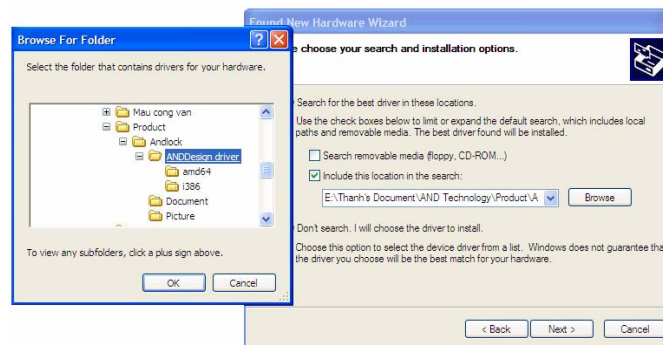 Found New Hardware Wizard
Browse For Folder
Select the folder that contains drivers for your hardware.
Mau cong van
Product
Andlock
ANDDesign driver
amd64
i386
Document
Picture
To view any subfolders, click a plus sign above.
OK
Cancel
e choose your search and installation options.
Search for the best driver in these locations.
Use the check boxes below to limit or expand the default search, which includes local
paths and removable media. The best driver found will be installed.
Search removable media (floppy, CD-ROM...)
Include this location in the search:
E:\Thanh's Document\AND Technology\Product\A
Browse
Don't search. I will choose the driver to install.
Choose this option to select the device driver from a list. Windows does not guarantee tha
the driver you choose will be the best match for your hardware.
< Back
Next >
Cancel